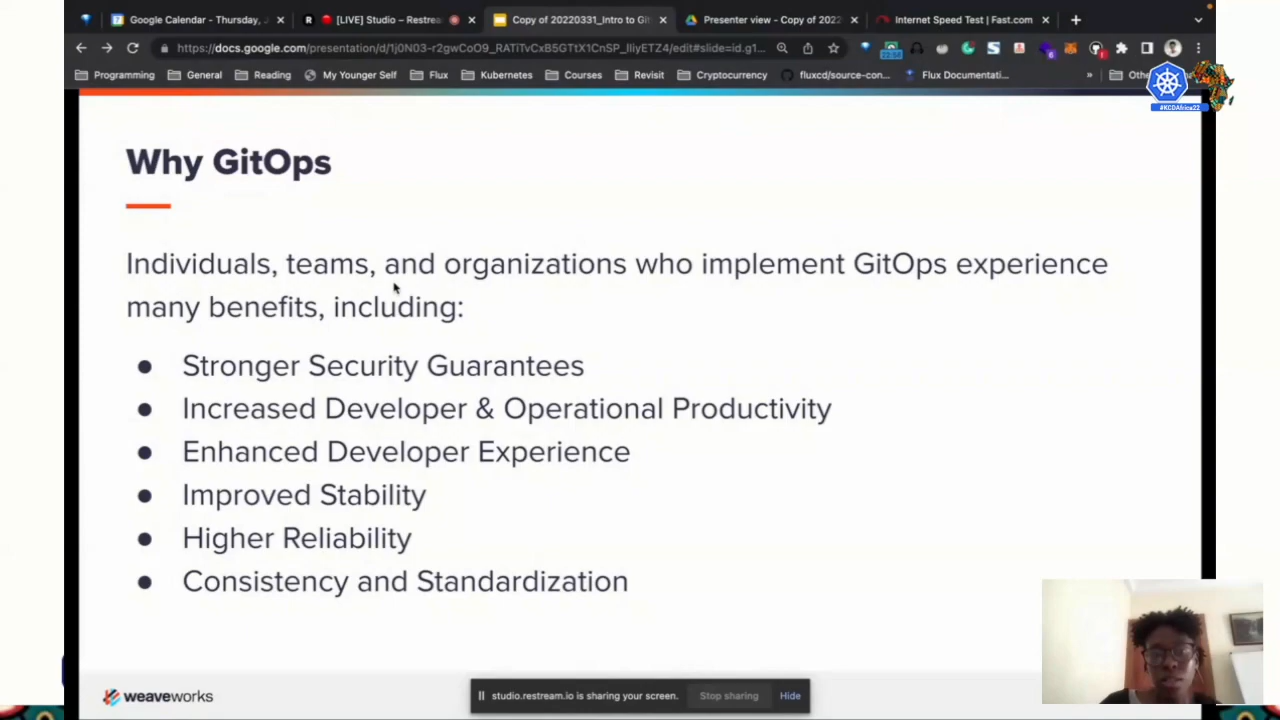 Google Calendar - Thursday, J
[LIVE] Studio – Restrea
Copy of 20220331_Intro to Git
Presenter view - Copy of 2022
Internet Speed Test | Fast.com
https://docs.google.com/presentation/d/1j0N03-r2gwCoO9_RATiTvCxB5GTtX1CnSP_IIiyETZ4/edit#slide=id.g1...
Programming
General
Reading
My Younger Self
Flux
Kubernetes
Courses
Revisit
Cryptocurrency
fluxcd/source-con...
Flux Documentati...
»
#KCDAfrica22
Why GitOps
Individuals, teams, and organizations who implement GitOps experience
many benefits, including:
● Stronger Security Guarantees
● Increased Developer & Operational Productivity
● Enhanced Developer Experience
● Improved Stability
● Higher Reliability
● Consistency and Standardization
weaveworks
studio.restream.io is sharing your screen.
Stop sharing
Hide